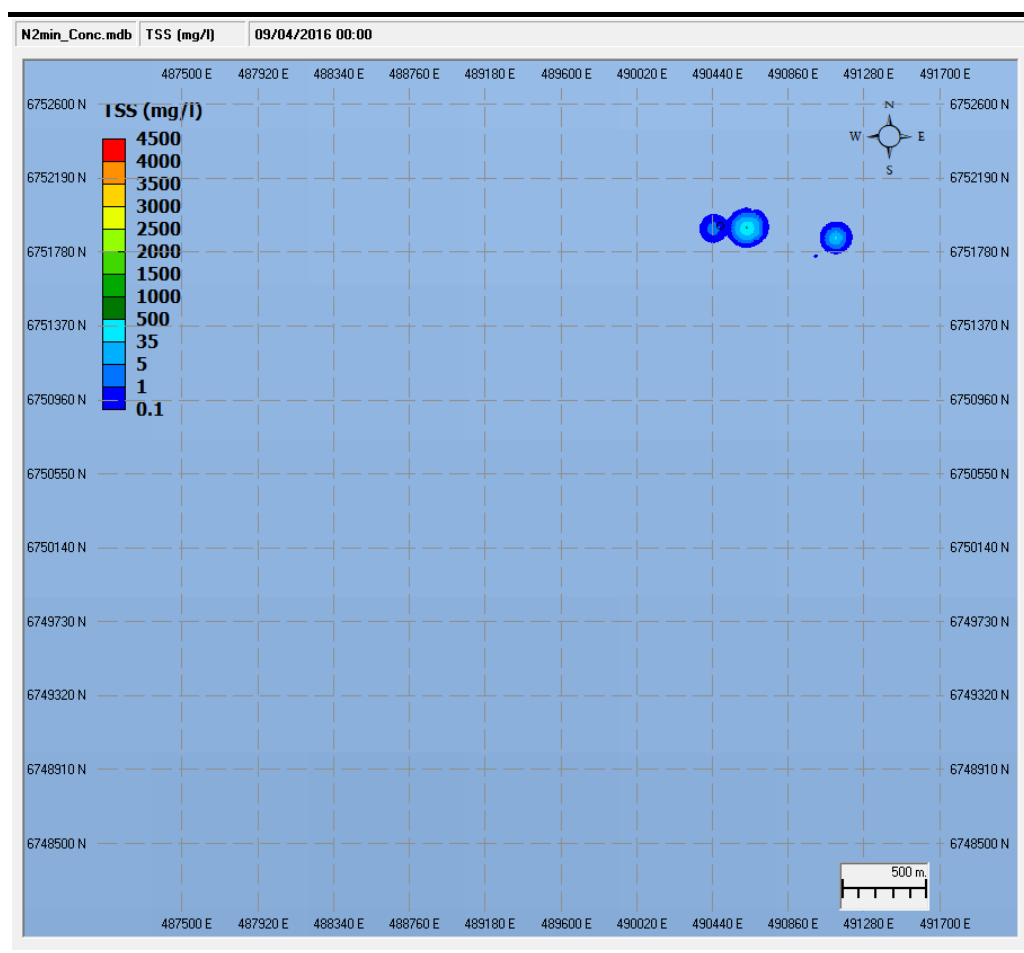 N2min_Conc.mdb TSS (mg/l) 09/04/2016 00:00
487500 E 487920 E 488340 E 488760 E 489180 E 489600 E 490020 E 490440 E 490860 E 491280 E 491700 E
6752600 N TSS (mg/l) N 6752600 N
W E
S
4500
4000
6752190 N 3500 6752190 N
3000
2500
6751780 N 2000 6751780 N
1500
1000
6751370 N 500 6751370 N
35
5
1
6750960 N 0.1 6750960 N
6750550 N 6750550 N
6750140 N 6750140 N
6749730 N 6749730 N
6749320 N 6749320 N
6748910 N 6748910 N
6748500 N 6748500 N
500 m.
487500 E 487920 E 488340 E 488760 E 489180 E 489600 E 490020 E 490440 E 490860 E 491280 E 491700 E